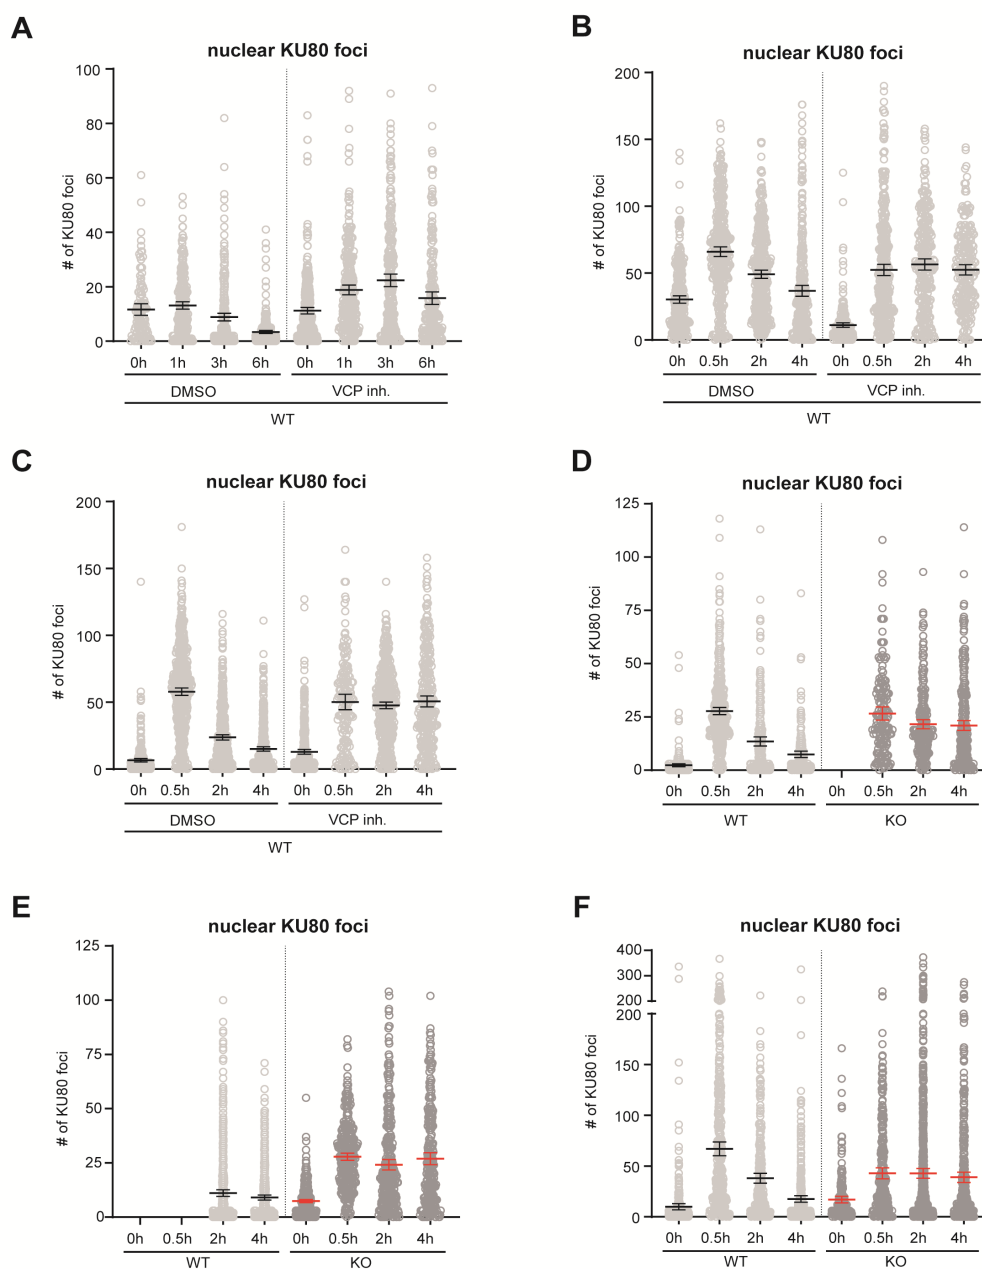 A
nuclear KU80 foci
# of KU80 foci
100
80
60
40
20
0
0h 1h 3h 6h 0h 1h 3h 6h
DMSO VCP inh.
WT
B
nuclear KU80 foci
# of KU80 foci
200
150
100
50
0
0h 0.5h 2h 4h 0h 0.5h 2h 4h
DMSO VCP inh.
WT
C
nuclear KU80 foci
# of KU80 foci
200
150
100
50
0
0h 0.5h 2h 4h 0h 0.5h 2h 4h
DMSO VCP inh.
WT
D
nuclear KU80 foci
# of KU80 foci
125
100
75
50
25
0
0h 0.5h 2h 4h 0h 0.5h 2h 4h
WT KO
E
nuclear KU80 foci
# of KU80 foci
125
100
75
50
25
0
0h 0.5h 2h 4h 0h 0.5h 2h 4h
WT KO
F
nuclear KU80 foci
# of KU80 foci
400
300
200
200
150
100
50
0
0h 0.5h 2h 4h 0h 0.5h 2h 4h
WT KO